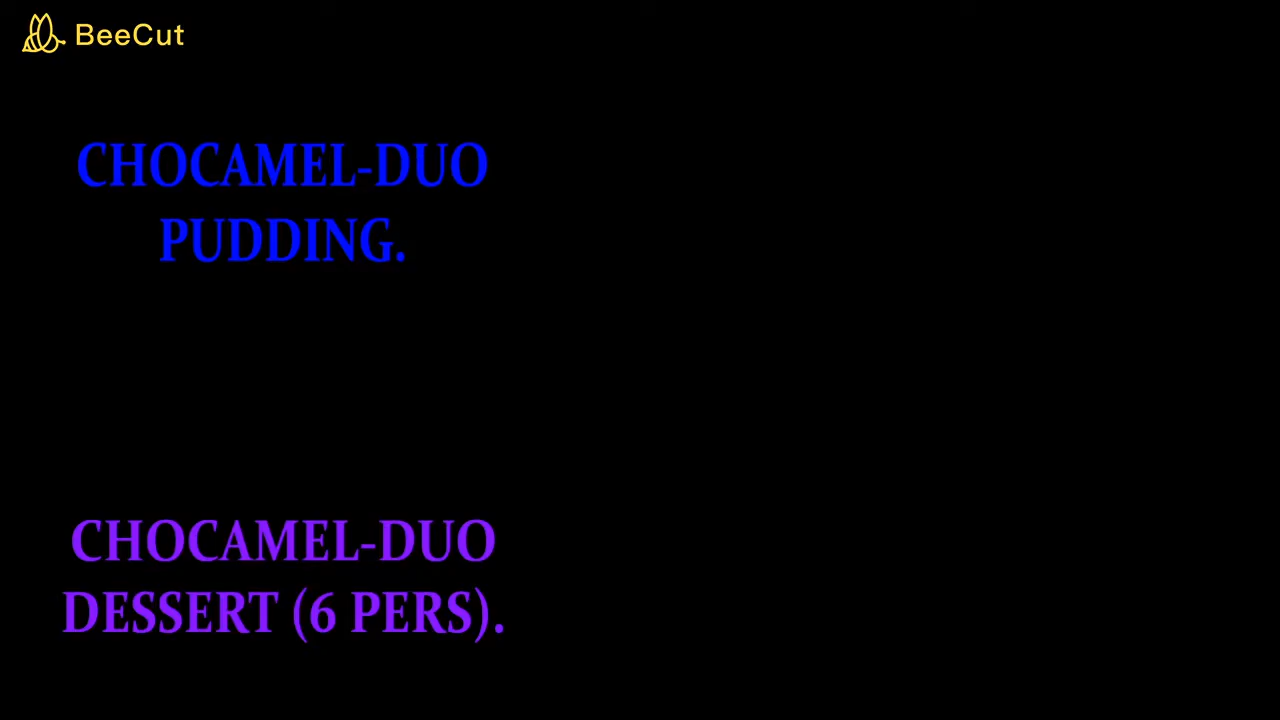 BeeCut
CHOCAMEL-DUO
PUDDING.
CHOCAMEL-DUO
DESSERT (6 PERS).